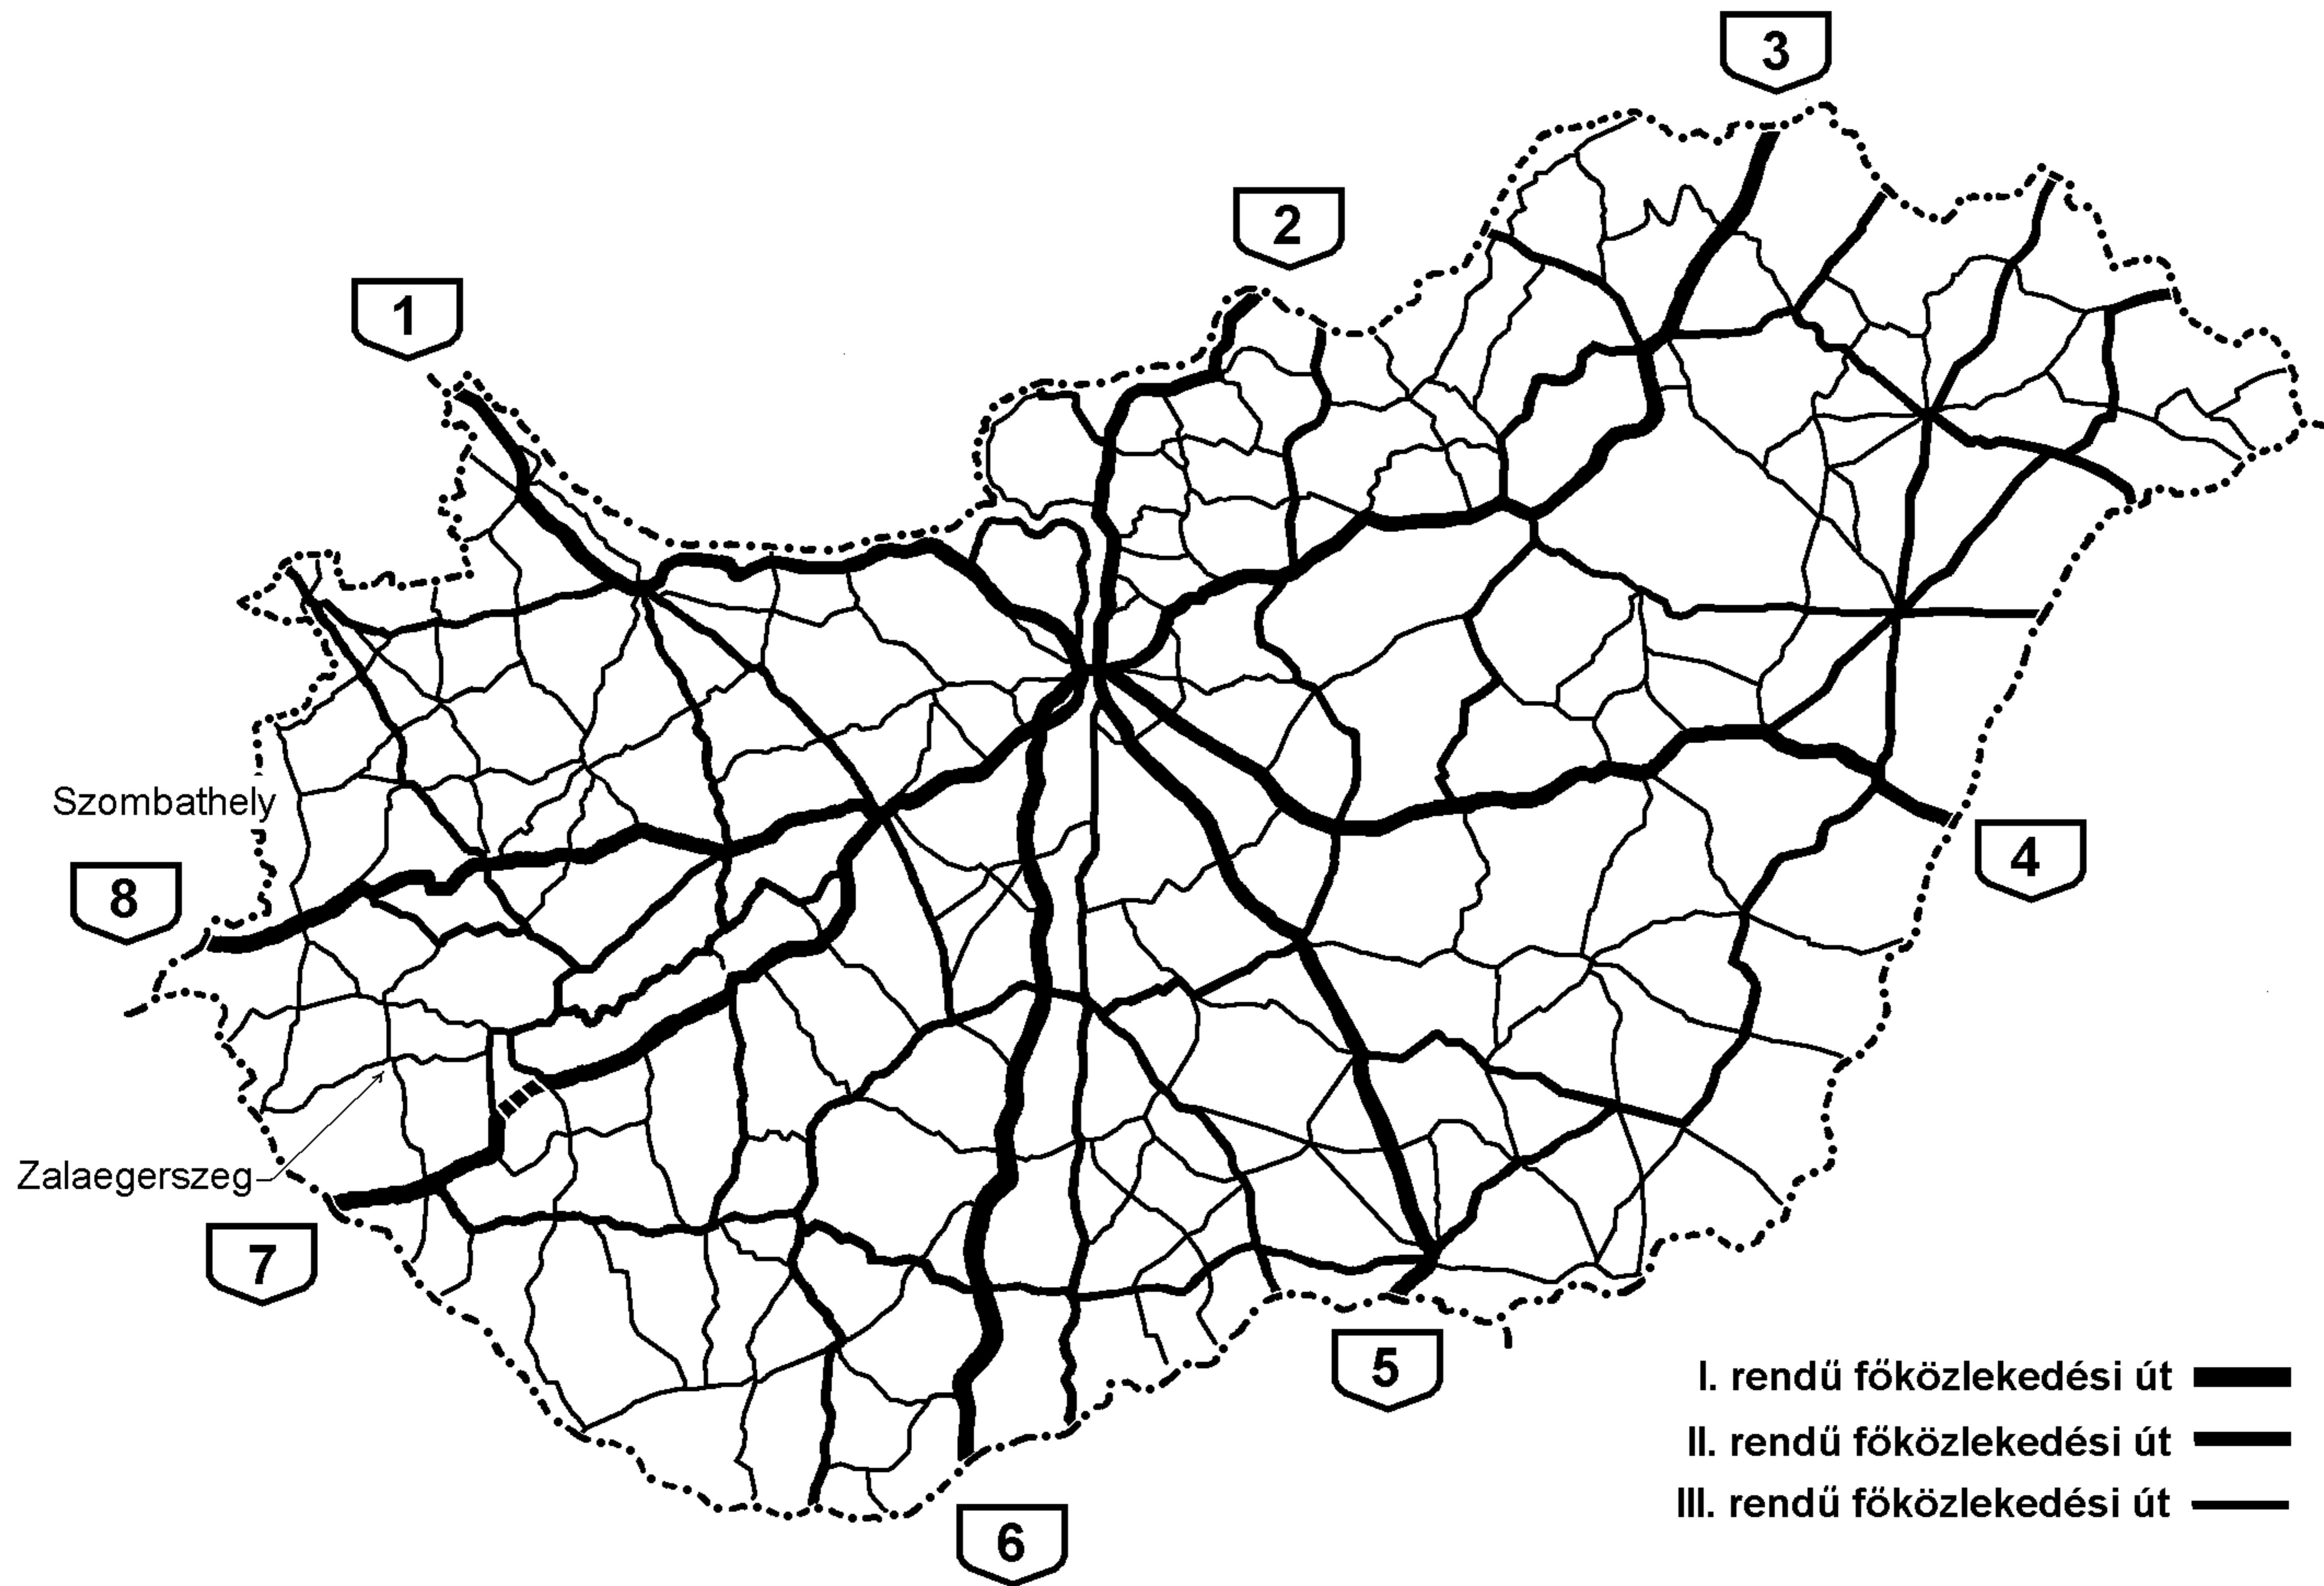 3
2
1
Szombathely
8
4
Zalaegerszeg
7
5
I. rendű főközlekedési út
II. rendű főközlekedési út
III. rendű főközlekedési út
6